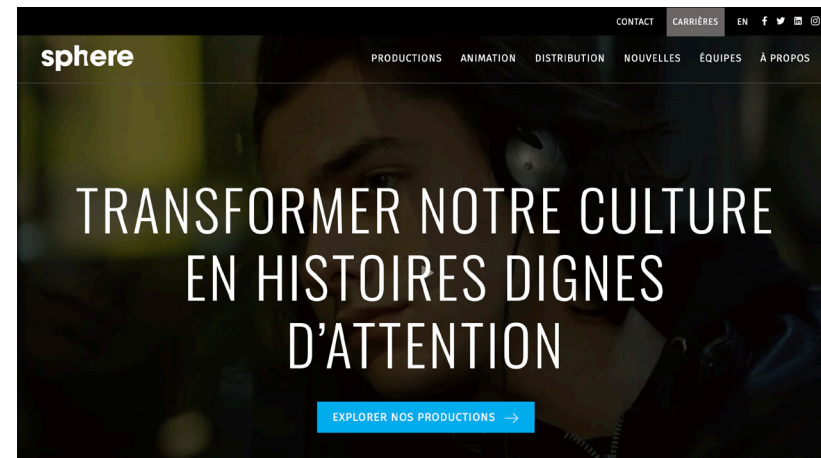 CONTACT CARRIÈRES EN
sphere
PRODUCTIONS ANIMATION DISTRIBUTION NOUVELLES ÉQUIPES À PROPOS
TRANSFORMER NOTRE CULTURE
EN HISTOIRES DIGNES
D'ATTENTION
EXPLORER NOS PRODUCTIONS →